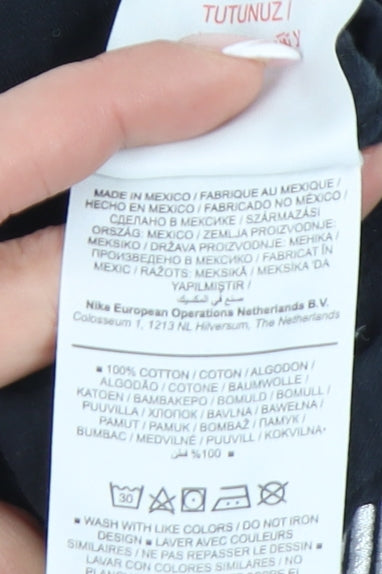 TUTUNUZ!
MADE IN MEXICO / FABRIQUÉ AU MEXIQUE /
HECHO EN MEXICO / FABRICADO NO MÉXICO /
СДЕЛАНО В МЕКСИКЕ / SZÁRMAZÁSI
ORSZÁG: MEXICO / ZEMLJA PROIZVODNJE:
MEKSIKO / DRŽAVA PROIZVODNJE: MEHIKA /
ПРОИЗВЕДЕНО В МЕКСИКО / FABRICAT ÎN
MEXIC / RAŽOTS: MEKSIKĀ / MEKSIKA 'DA
YAPILMIŞTIR /
صنع في المكسيك
Nike European Operations Netherlands B.V.
Colosseum 1, 1213 NL Hilversum, The Netherlands
■ 100% COTTON / COTON / ALGODON /
ALGODÃO / COTONE / BAUMWOLLE /
KATOEN / ΒΑΜΒΑΚΕΡΟ / BOMULD / BOMULL /
PUUVILLA / ХЛОПОК / BAVLNA / BAWEŁNA /
PAMUT / PAMUK / BOMBAŽ / ПАМУК /
BUMBAC / MEDVILNĖ / PUUVILL / KOKVILNA
%100 قطن ■
30
■ WASH WITH LIKE COLORS / DO NOT IRON
DESIGN ■ LAVER AVEC COULEURS
SIMILAIRES / NE PAS REPASSER LE DESSIN ■
LAVAR CON COLORES SIMILARES / NO